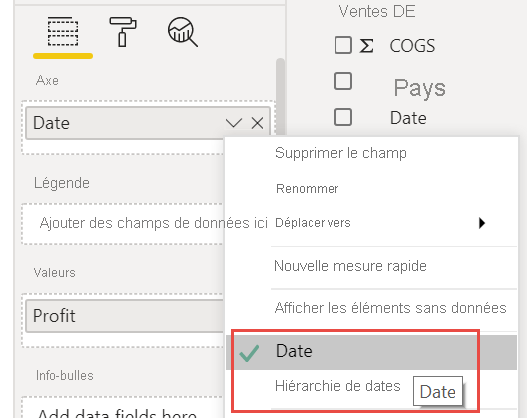 Axe
Date
Légende
Ajouter des champs de données ici
Valeurs
Profit
Info-bulles
Add data fields here
Ventes DE
Σ COGS
Pays
Date
Supprimer le champ
Renommer
Déplacer vers
Nouvelle mesure rapide
Afficher les éléments sans données
Date
Hiérarchie de dates
Date